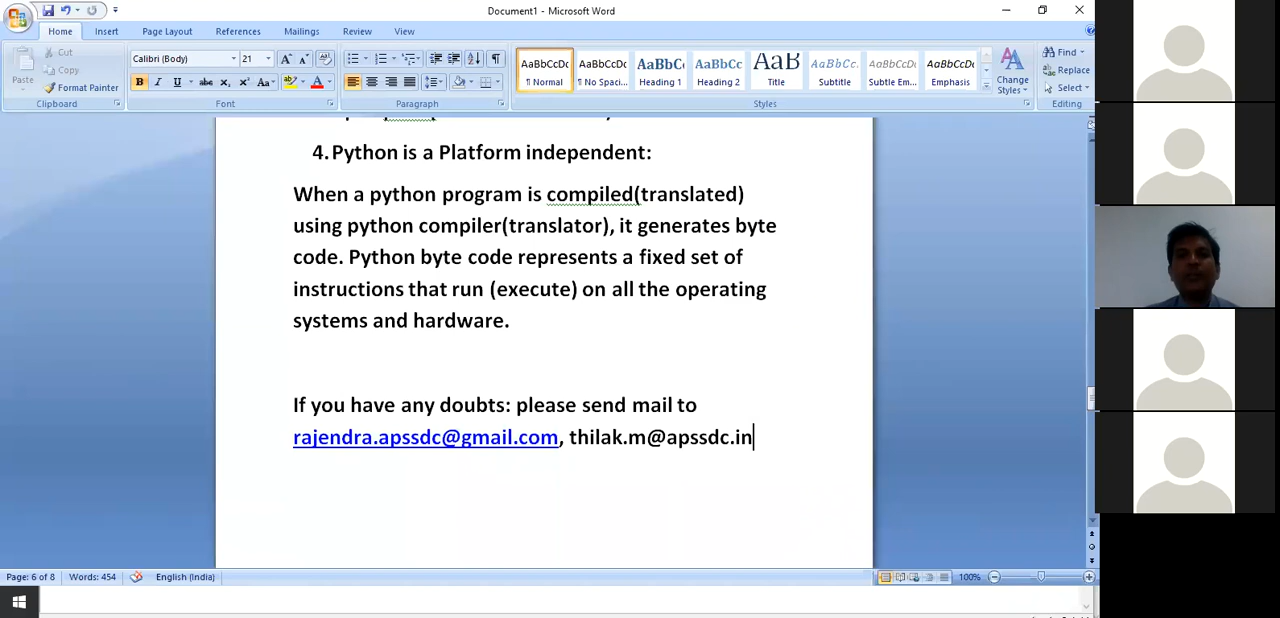 Document1 - Microsoft Word
Home Insert Page Layout References Mailings Review View
Paste
Cut
Copy
Format Painter
Clipboard
Calibri (Body) 21
B I U abc x₂ x² Aa
Font
Paragraph
AaBbCcDc AaBbCcDc AaBbC AaBbCc AaB AaBbCc. AaBbCcDc AaBbCcDc
¶ Normal ¶ No Spaci... Heading 1 Heading 2 Title Subtitle Subtle Em... Emphasis
Change Styles
Styles
Find
Replace
Select
Editing
4. Python is a Platform independent:
When a python program is compiled(translated)
using python compiler(translator), it generates byte
code. Python byte code represents a fixed set of
instructions that run (execute) on all the operating
systems and hardware.
If you have any doubts: please send mail to
rajendra.apssdc@gmail.com, thilak.m@apssdc.in
Page: 6 of 8 Words: 454 English (India) 100%